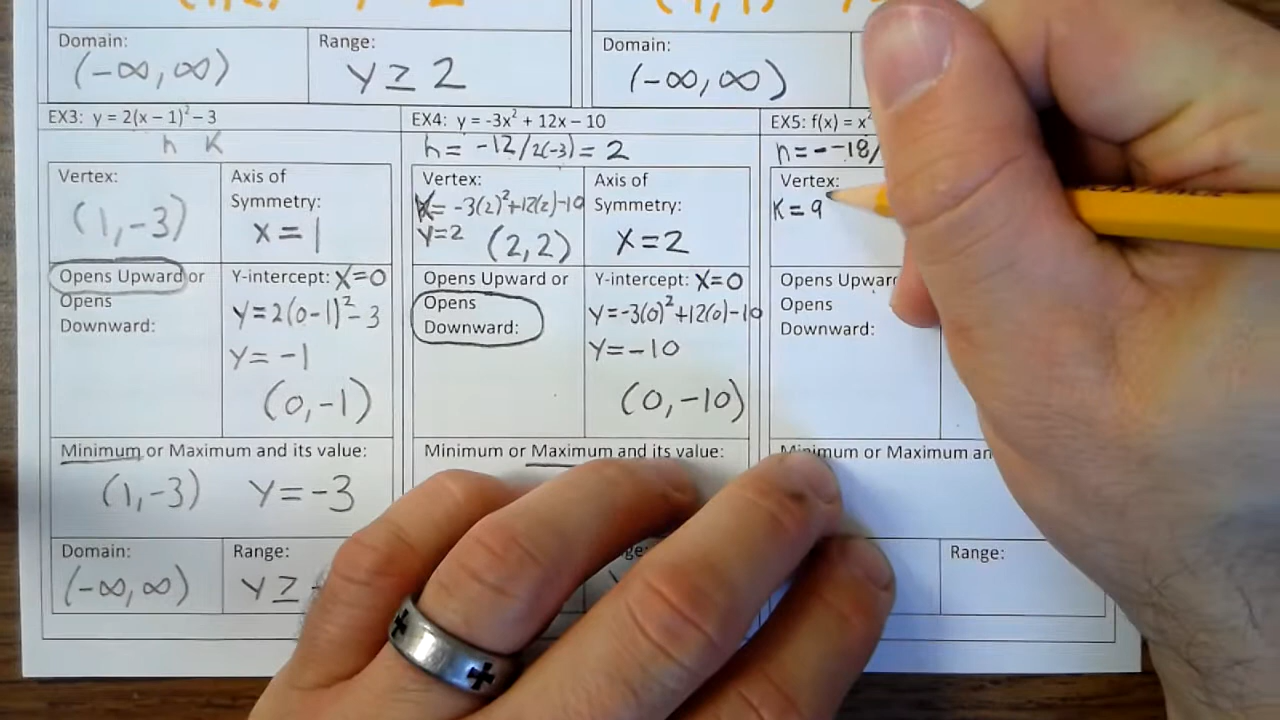 Domain:
(-∞, ∞)
Range:
y ≥ 2
Domain:
(-∞, ∞)
EX3: y = 2(x – 1)² – 3
h K
Vertex:
(1, -3)
Axis of
Symmetry:
x = 1
Opens Upward or
Opens
Downward:
Y-intercept: x=0
y=2(0-1)²-3
y= -1
(0, -1)
Minimum or Maximum and its value:
(1, -3) y = -3
Domain:
(-∞, ∞)
Range:
y ≥
EX4: y = -3x² + 12x – 10
h= -12/2(-3) = 2
Vertex:
= -3(2)²+12(2)-10
y=2 (2,2)
Axis of
Symmetry:
x=2
Opens Upward or
Opens
Downward:
Y-intercept: x=0
y=-3(0)²+12(0)-10
y=-10
(0, -10)
Minimum or Maximum and its value:
EX5: f(x) = x²
h = - -18/
Vertex:
K = 9
Opens Upward
Opens
Downward:
Minimum or Maximum an
Range: